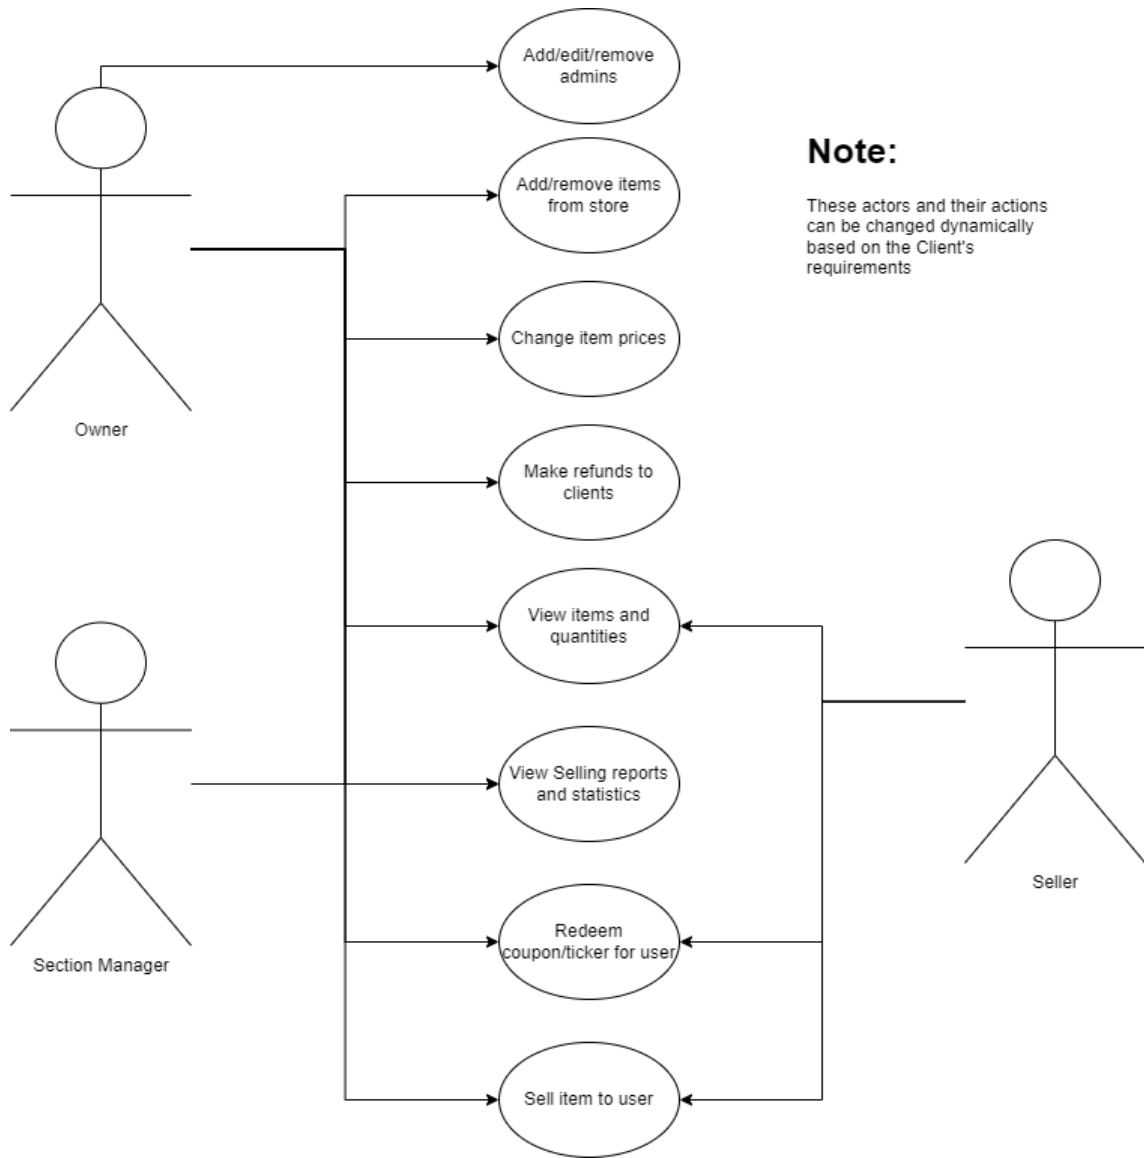 Add/edit/remove
admins
Note:
Add/remove items
from store
These actors and their actions
can be changed dynamically
based on the Client's
requirements
Change item prices
Owner
Make refunds to
clients
View items and
quantities
View Selling reports
and statistics
Seller
Redeem
coupon/ticker for user
Section Manager
Sell item to user